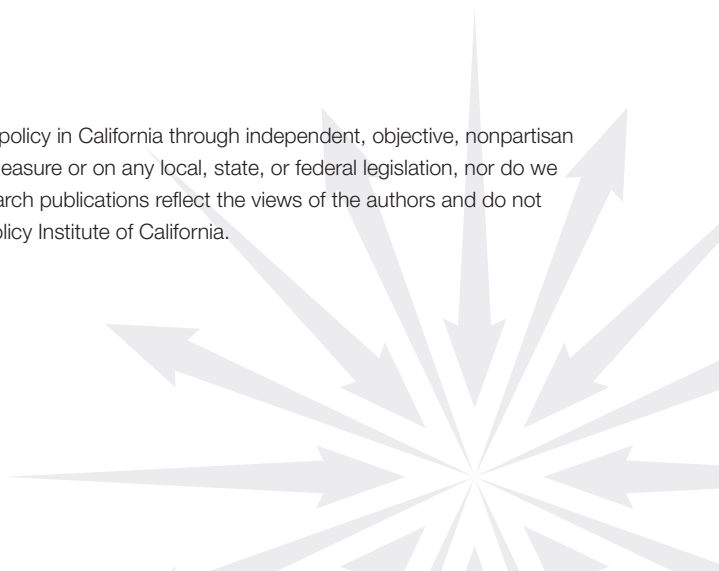 policy in California through independent, objective, nonpartisan
easure or on any local, state, or federal legislation, nor do we
arch publications reflect the views of the authors and do not
olicy Institute of California.